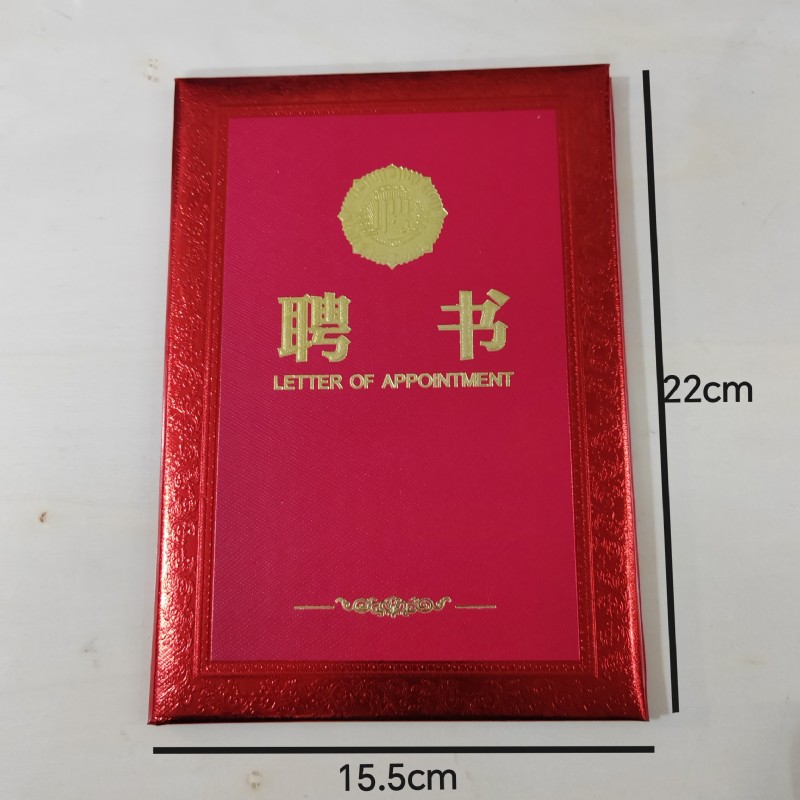 聘 书
LETTER OF APPOINTMENT
22cm
15.5cm